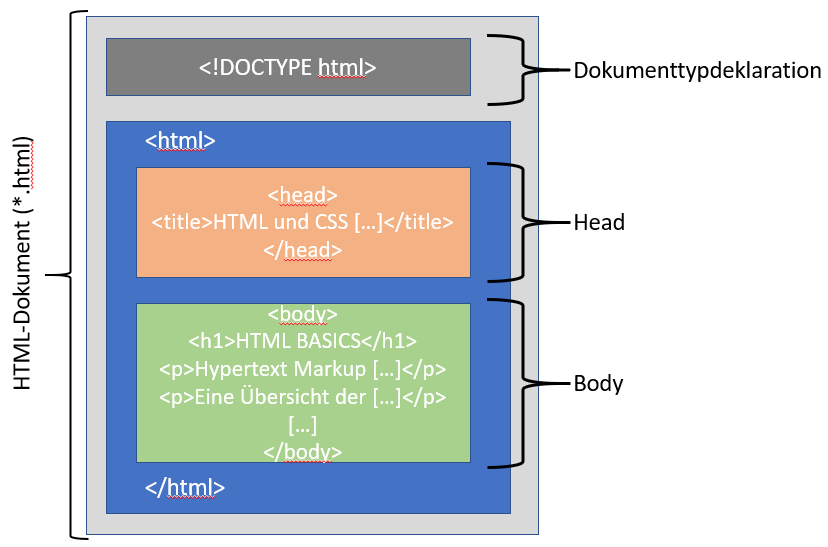 HTML-Dokument (*.html)
<!DOCTYPE html>
Dokumenttypdeklaration
<html>
<head>
<title>HTML und CSS […]</title>
</head>
Head
<body>
<h1>HTML BASICS</h1>
<p>Hypertext Markup […]</p>
<p>Eine Übersicht der […]</p>
[…]
</body>
Body
</html>